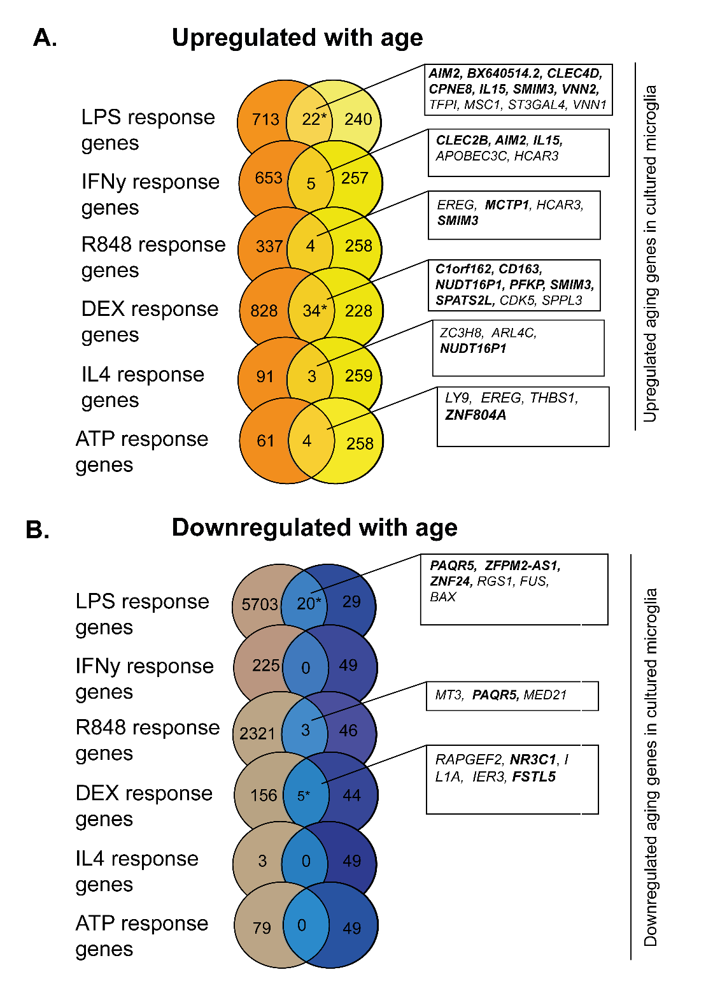 A.
Upregulated with age
LPS response
genes
713
22*
240
AIM2, BX640514.2, CLEC4D,
CPNE8, IL15, SMIM3, VNN2,
TFPI, MSC1, ST3GAL4, VNN1
IFNy response
genes
653
5
257
CLEC2B, AIM2, IL15,
APOBEC3C, HCAR3
R848 response
genes
337
4
258
EREG, MCTP1, HCAR3,
SMIM3
DEX response
genes
828
34*
228
C1orf162, CD163,
NUDT16P1, PFKP, SMIM3,
SPATS2L, CDK5, SPPL3
IL4 response
genes
91
3
259
ZC3H8, ARL4C,
NUDT16P1
ATP response
genes
61
4
258
LY9, EREG, THBS1,
ZNF804A
Upregulated aging genes in cultured microglia
B.
Downregulated with age
LPS response
genes
5703
20*
29
PAQR5, ZFPM2-AS1,
ZNF24, RGS1, FUS,
BAX
IFNy response
genes
225
0
49
R848 response
genes
2321
3
46
MT3, PAQR5, MED21
DEX response
genes
156
5*
44
RAPGEF2, NR3C1, I
L1A, IER3, FSTL5
IL4 response
genes
3
0
49
ATP response
genes
79
0
49
Downregulated aging genes in cultured microglia